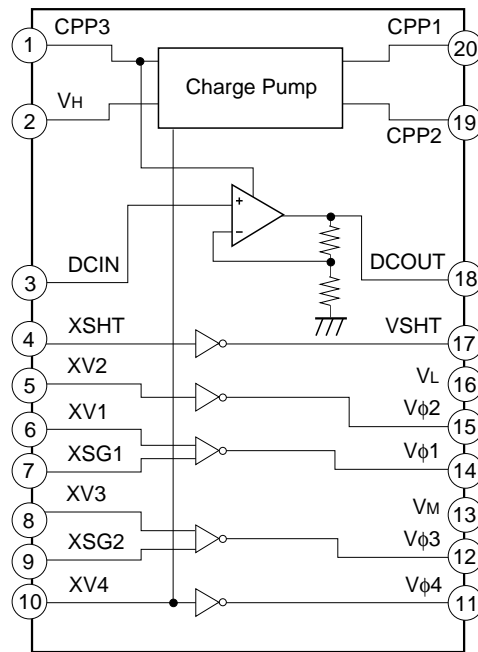 CPP3
CPP1
1
20
Charge Pump
VH
2
19
CPP2
+
−
DCIN
DCOUT
3
18
XSHT
VSHT
4
17
XV2
VL
5
16
XV1
Vϕ2
6
15
XSG1
Vϕ1
7
14
XV3
VM
8
13
XSG2
Vϕ3
9
12
XV4
Vϕ4
10
11